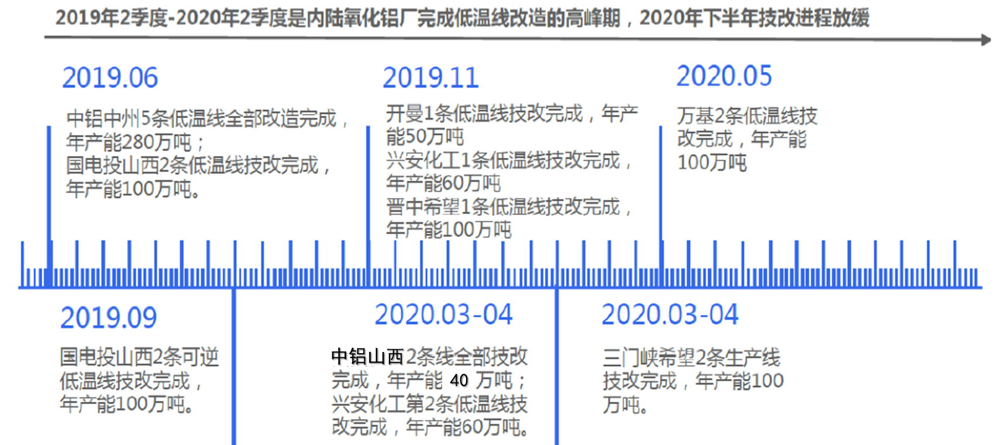 2019年2季度-2020年2季度是内陆氧化铝厂完成低温线改造的高峰期，2020年下半年技改进程放缓
2019.06
中铝中州5条低温线全部改造完成，
年产能280万吨；
国电投山西2条低温线技改完成，
年产能100万吨。
2019.11
开曼1条低温线技改完成，年产
能50万吨
兴安化工1条低温线技改完成，
年产能60万吨
晋中希望1条低温线技改完成，
年产能100万吨
2020.05
万基2条低温线技
改完成，年产能
100万吨
2019.09
国电投山西2条可逆
低温线技改完成，
年产能100万吨。
2020.03-04
中铝山西2条线全部技改
完成，年产能 40 万吨；
兴安化工第2条低温线技
改完成，年产能60万吨。
2020.03-04
三门峡希望2条生产线
技改完成，年产能100
万吨。